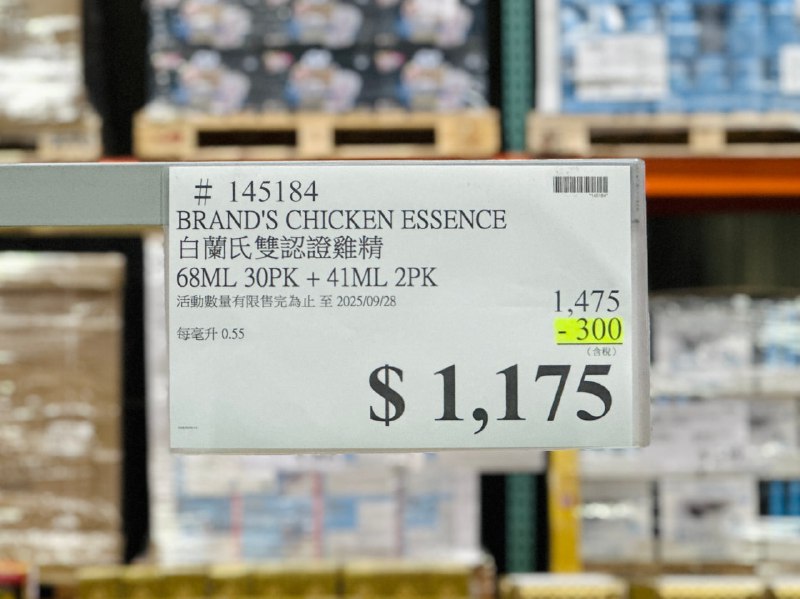 # 145184
BRAND'S CHICKEN ESSENCE
白蘭氏雙認證雞精
68ML 30PK + 41ML 2PK
活動數量有限售完為止 至 2025/09/28
1,475
- 300
每毫升 0.55
(含稅)
$ 1,175